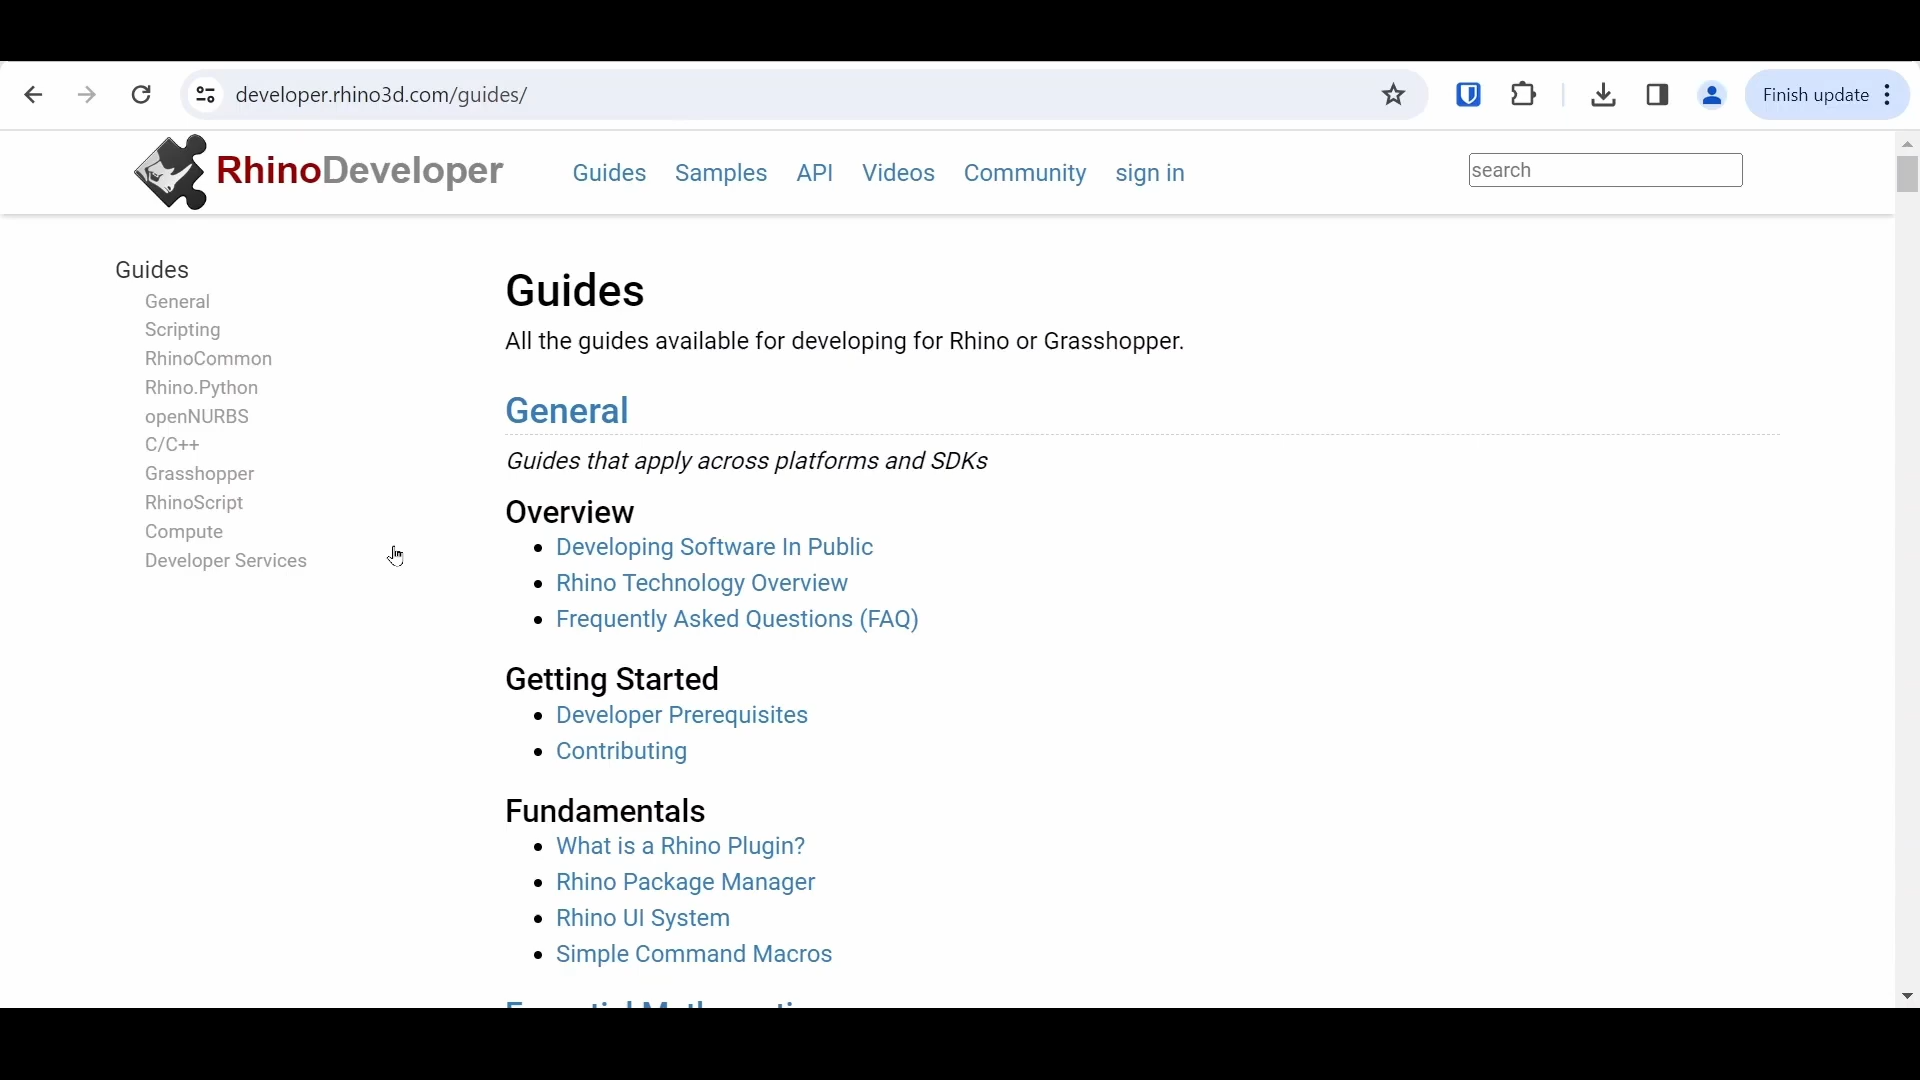 developer.rhino3d.com/guides/
Finish update
RhinoDeveloper
Guides
Samples
API
Videos
Community
sign in
search
Guides
General
Scripting
RhinoCommon
Rhino.Python
openNURBS
C/C++
Grasshopper
RhinoScript
Compute
Developer Services
Guides
All the guides available for developing for Rhino or Grasshopper.
General
Guides that apply across platforms and SDKs
Overview
Developing Software In Public
Rhino Technology Overview
Frequently Asked Questions (FAQ)
Getting Started
Developer Prerequisites
Contributing
Fundamentals
What is a Rhino Plugin?
Rhino Package Manager
Rhino UI System
Simple Command Macros